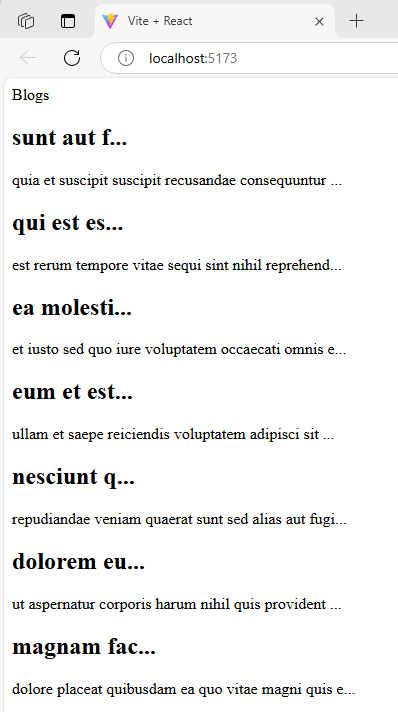 Vite + React
localhost:5173
Blogs
sunt aut f...
quia et suscipit suscipit recusandae consequuntur ...
qui est es...
est rerum tempore vitae sequi sint nihil reprehend...
ea molesti...
et iusto sed quo iure voluptatem occaecati omnis e...
eum et est...
ullam et saepe reiciendis voluptatem adipisci sit ...
nesciunt q...
repudiandae veniam quaerat sunt sed alias aut fugi...
dolorem eu...
ut aspernatur corporis harum nihil quis provident ...
magnam fac...
dolore placeat quibusdam ea quo vitae magni quis e...